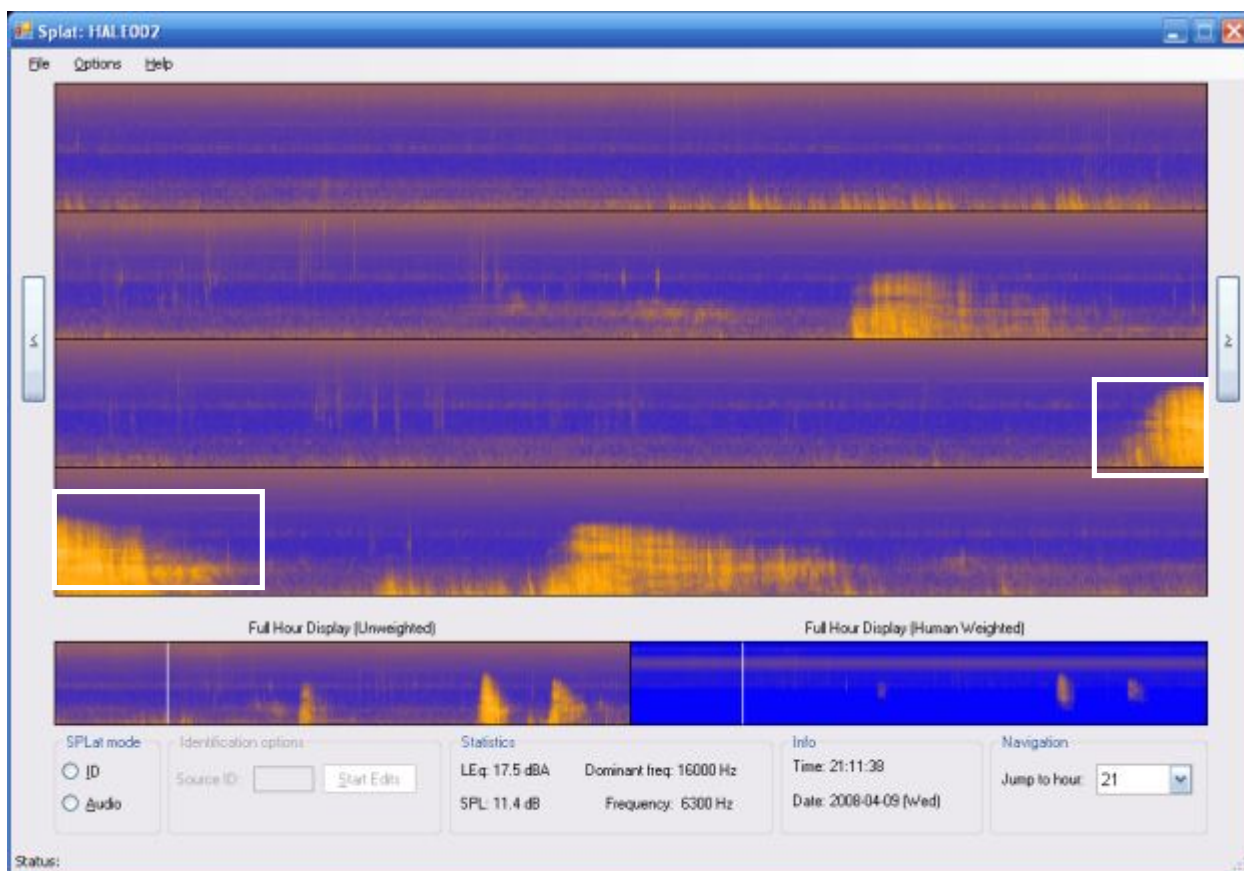 Splat: HALE002
File Options Help
≤
≥
Full Hour Display (Unweighted) Full Hour Display (Human Weighted)
SPLat mode Identification options Statistics Info Navigation
ID Source ID: Start Edits LEq: 17.5 dBA Dominant freq: 16000 Hz Time: 21:11:38 Jump to hour: 21
Audio SPL: 11.4 dB Frequency: 6300 Hz Date: 2008-04-09 (Wed)
Status: